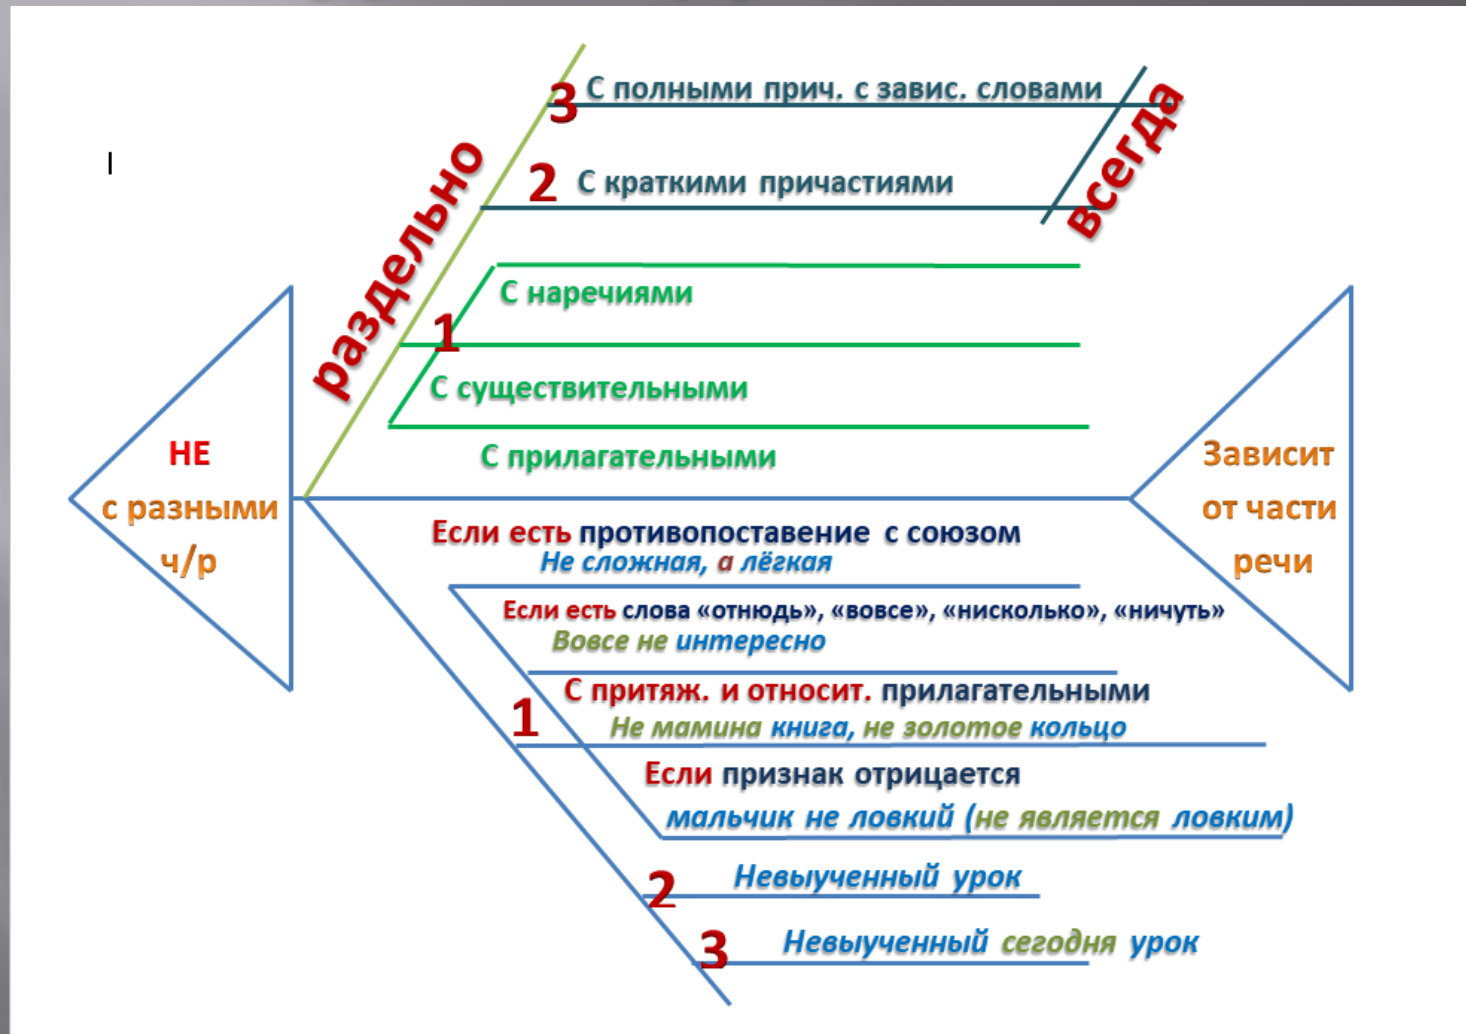 3 С полными прич. с завис. словами
всегда
2 С краткими причастиями
раздельно
С наречиями
1
С существительными
С прилагательными
НЕ
с разными
ч/р
Зависит
от части
речи
Если есть противопоставение с союзом
Не сложная, а лёгкая
Если есть слова «отнюдь», «вовсе», «нисколько», «ничуть»
Вовсе не интересно
С притяж. и относит. прилагательными
1
Не мамина книга, не золотое кольцо
Если признак отрицается
мальчик не ловкий (не является ловким)
2 Невыученный урок
3 Невыученный сегодня урок